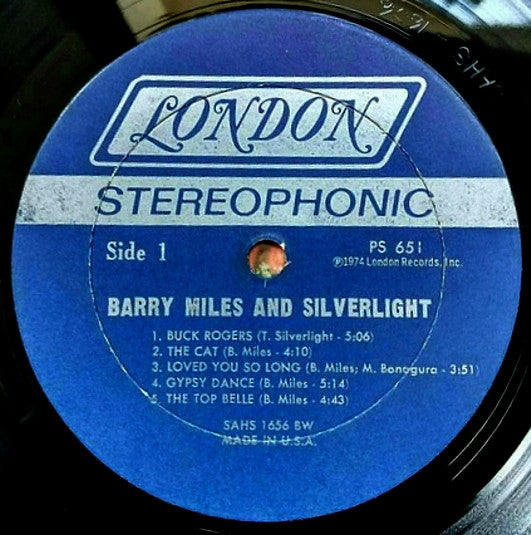 LONDON
STEREOPHONIC
Side 1
PS 651
Ⓟ1974 London Records, Inc.
BARRY MILES AND SILVERLIGHT
1. BUCK ROGERS (T. Silverlight - 5:06)
2. THE CAT (B. Miles - 4:10)
3. LOVED YOU SO LONG (B. Miles; M. Bonagura - 3:51)
4. GYPSY DANCE (B. Miles - 5:14)
5. THE TOP BELLE (B. Miles - 4:43)
SAHS 1656 BW
MADE IN U.S.A.